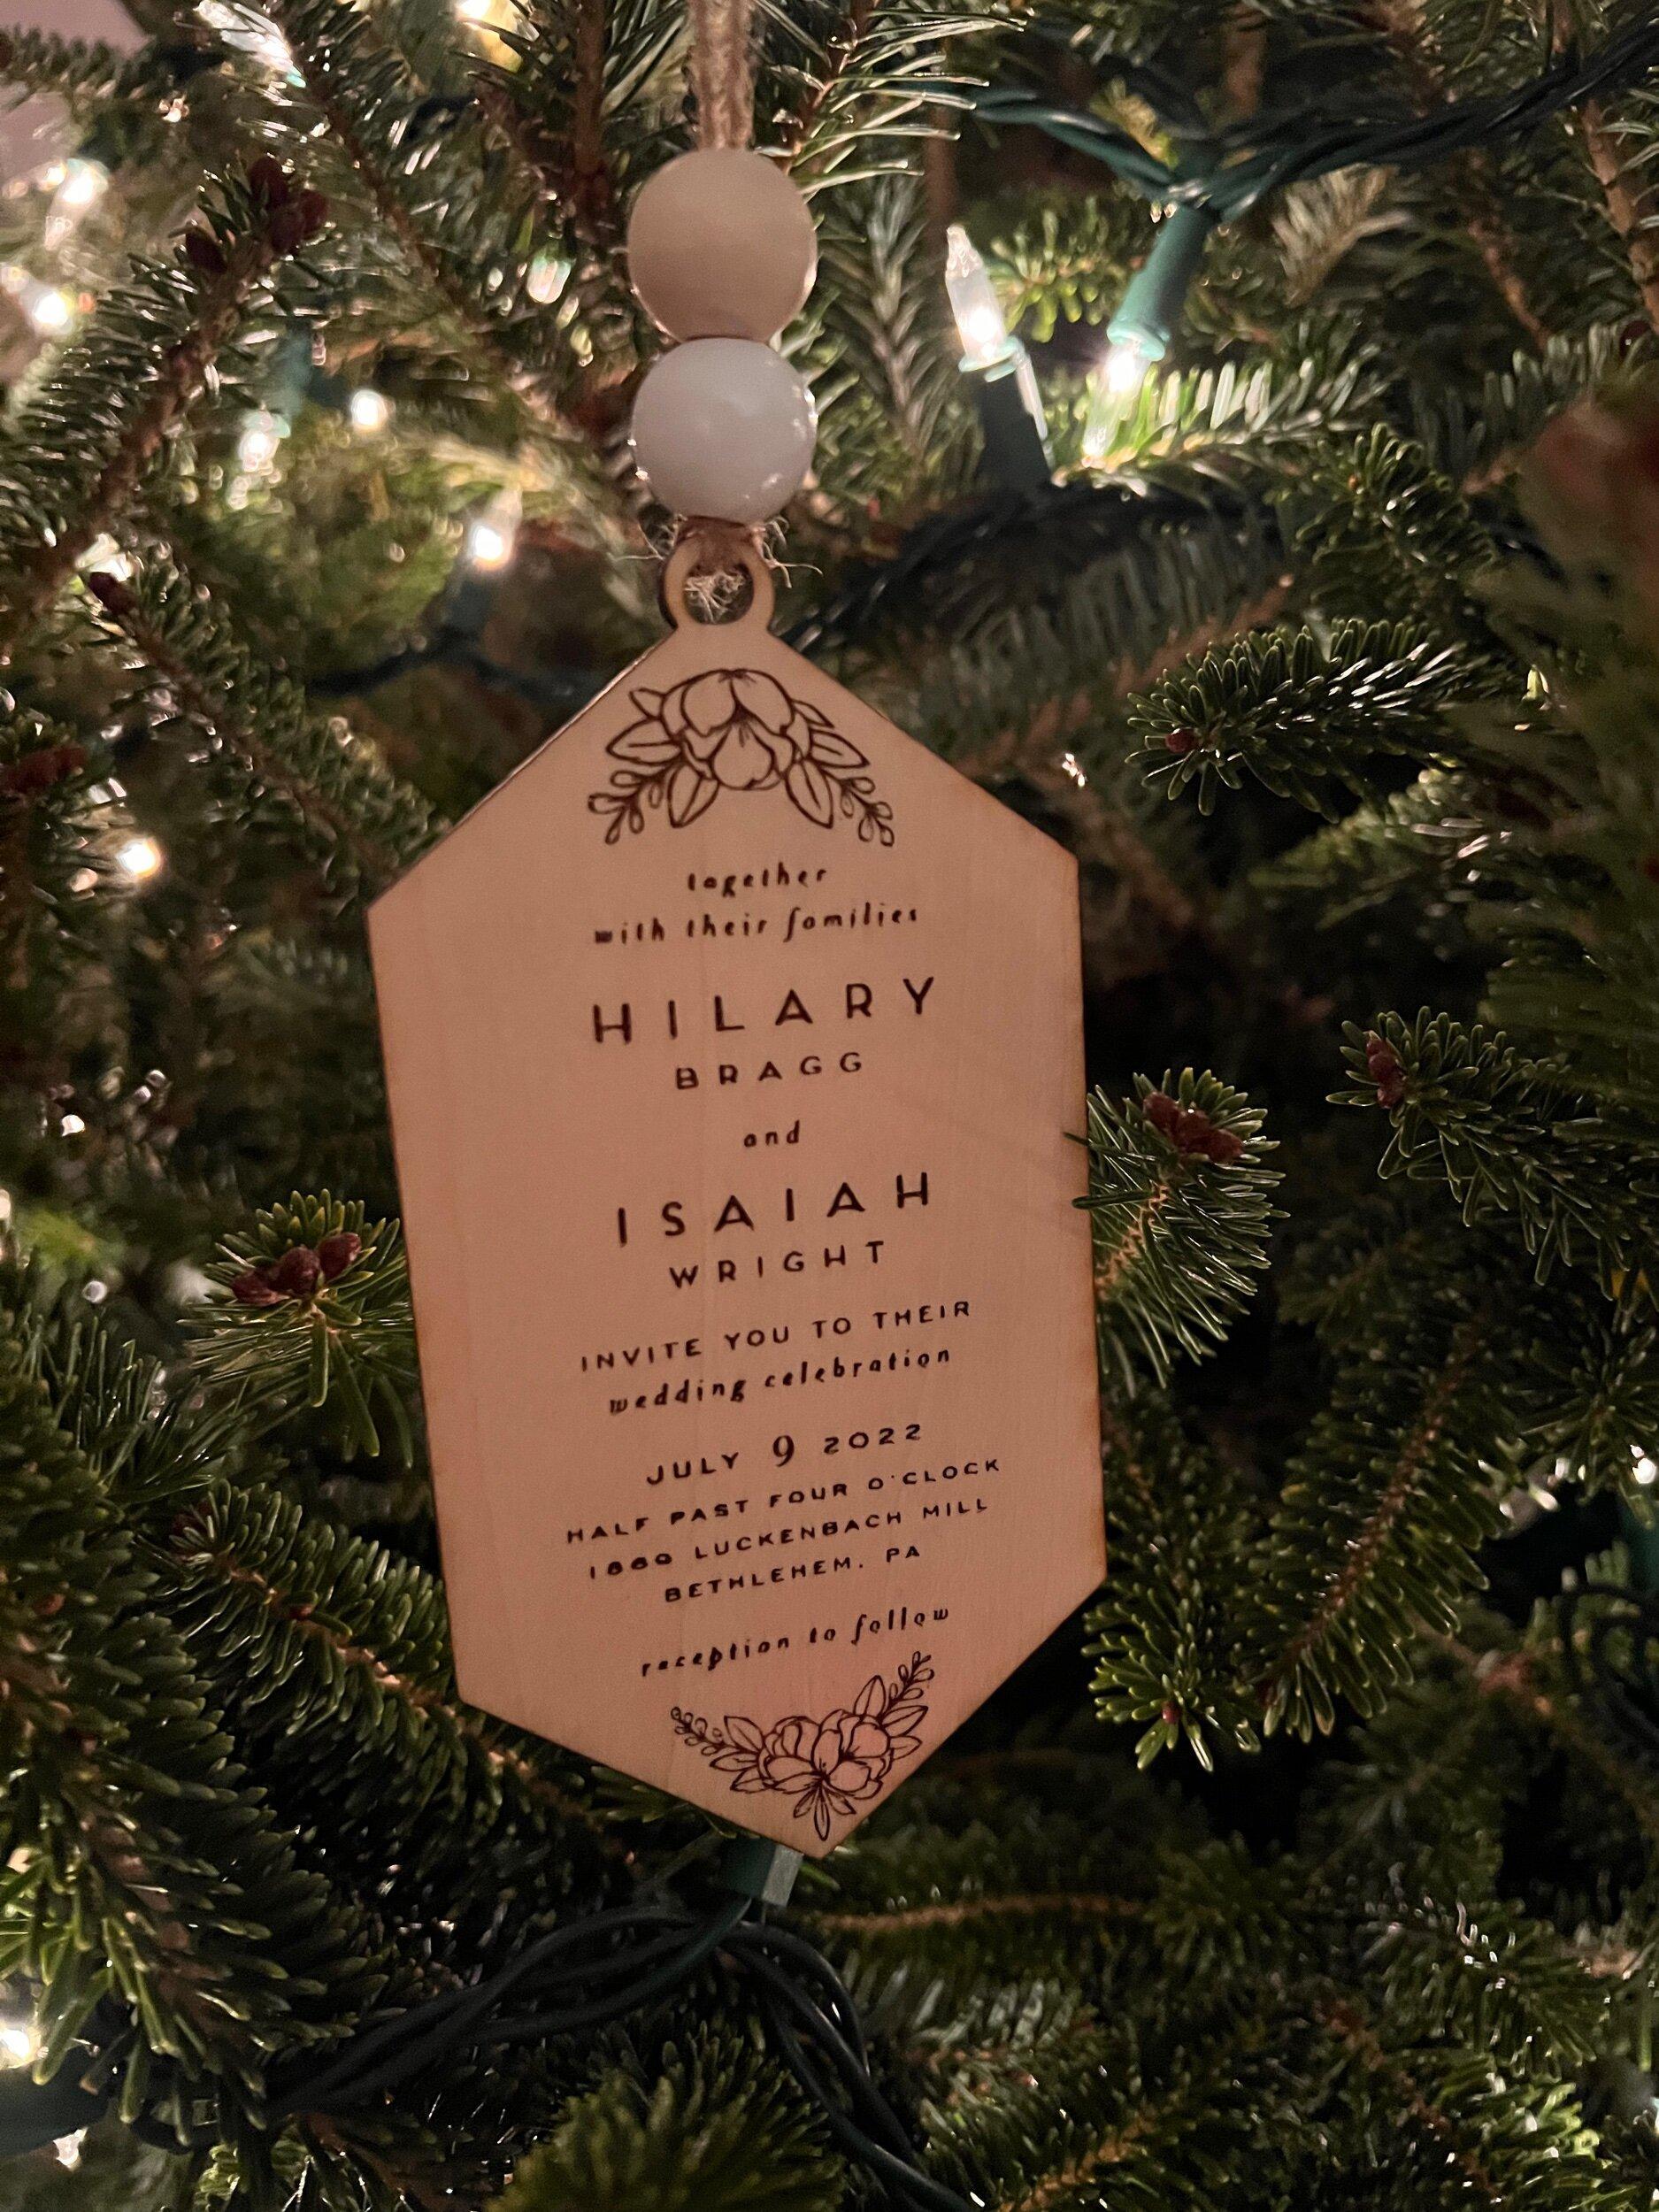 together
with their families
HILARY
BRAGG
and
ISAIAH
WRIGHT
INVITE YOU TO THEIR
wedding celebration
JULY 9 2022
HALF PAST FOUR O'CLOCK
1869 LUCKENBACH MILL
BETHLEHEM, PA
reception to follow